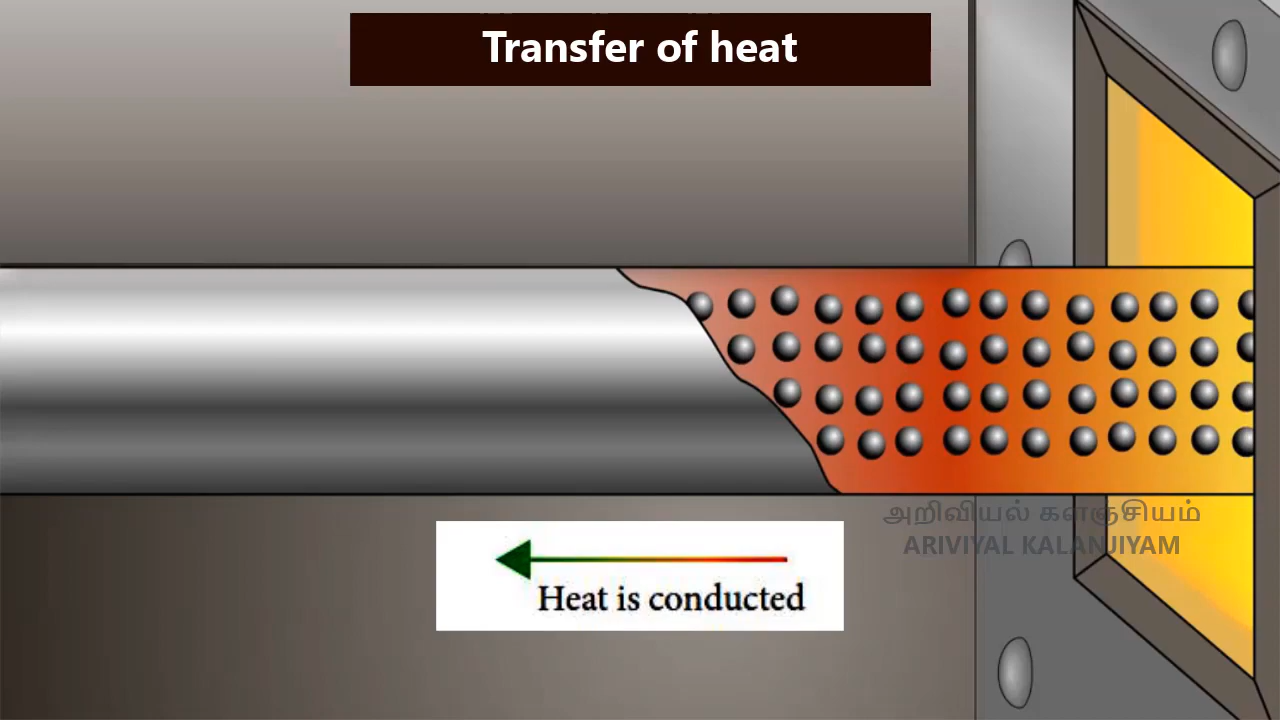 Transfer of heat
அறிவியல் களஞ்சியம்
ARIVIYAL KALANJIYAM
Heat is conducted